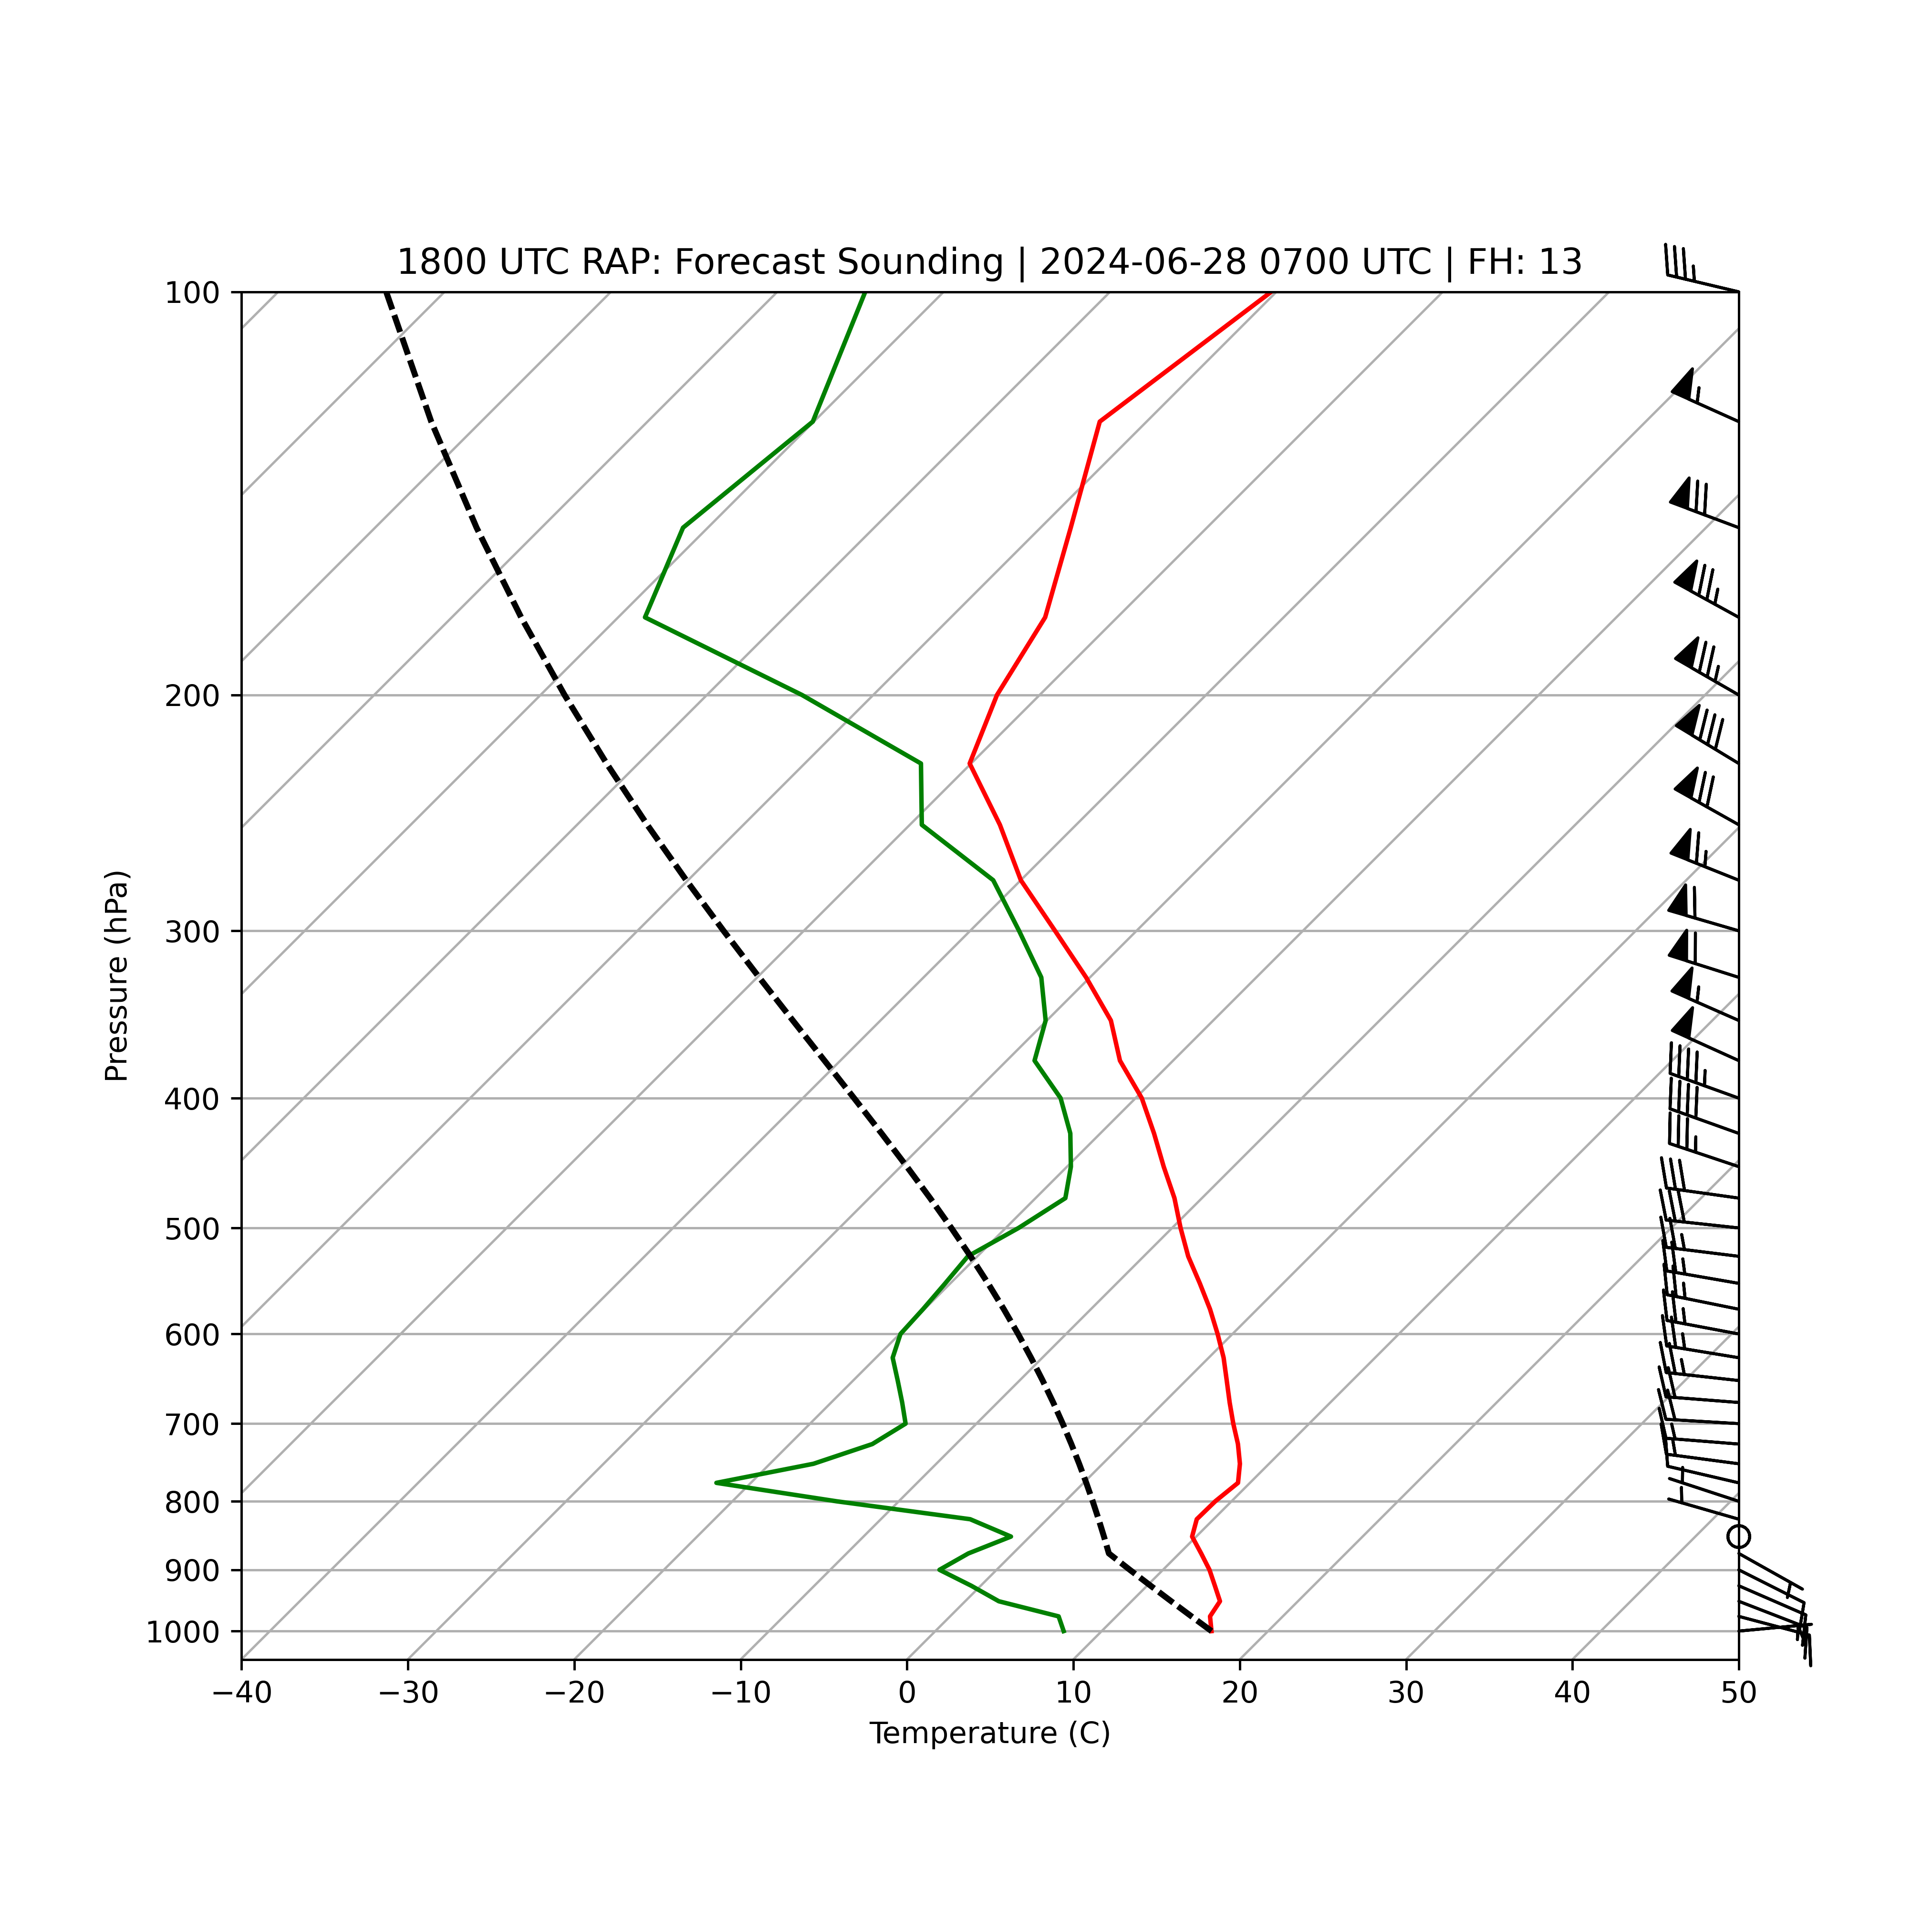 1800 UTC RAP: Forecast Sounding | 2024-06-28 0700 UTC | FH: 13
100
200
300
400
500
600
700
800
900
1000
Pressure (hPa)
−40 −30 −20 −10 0 10 20 30 40 50
Temperature (C)